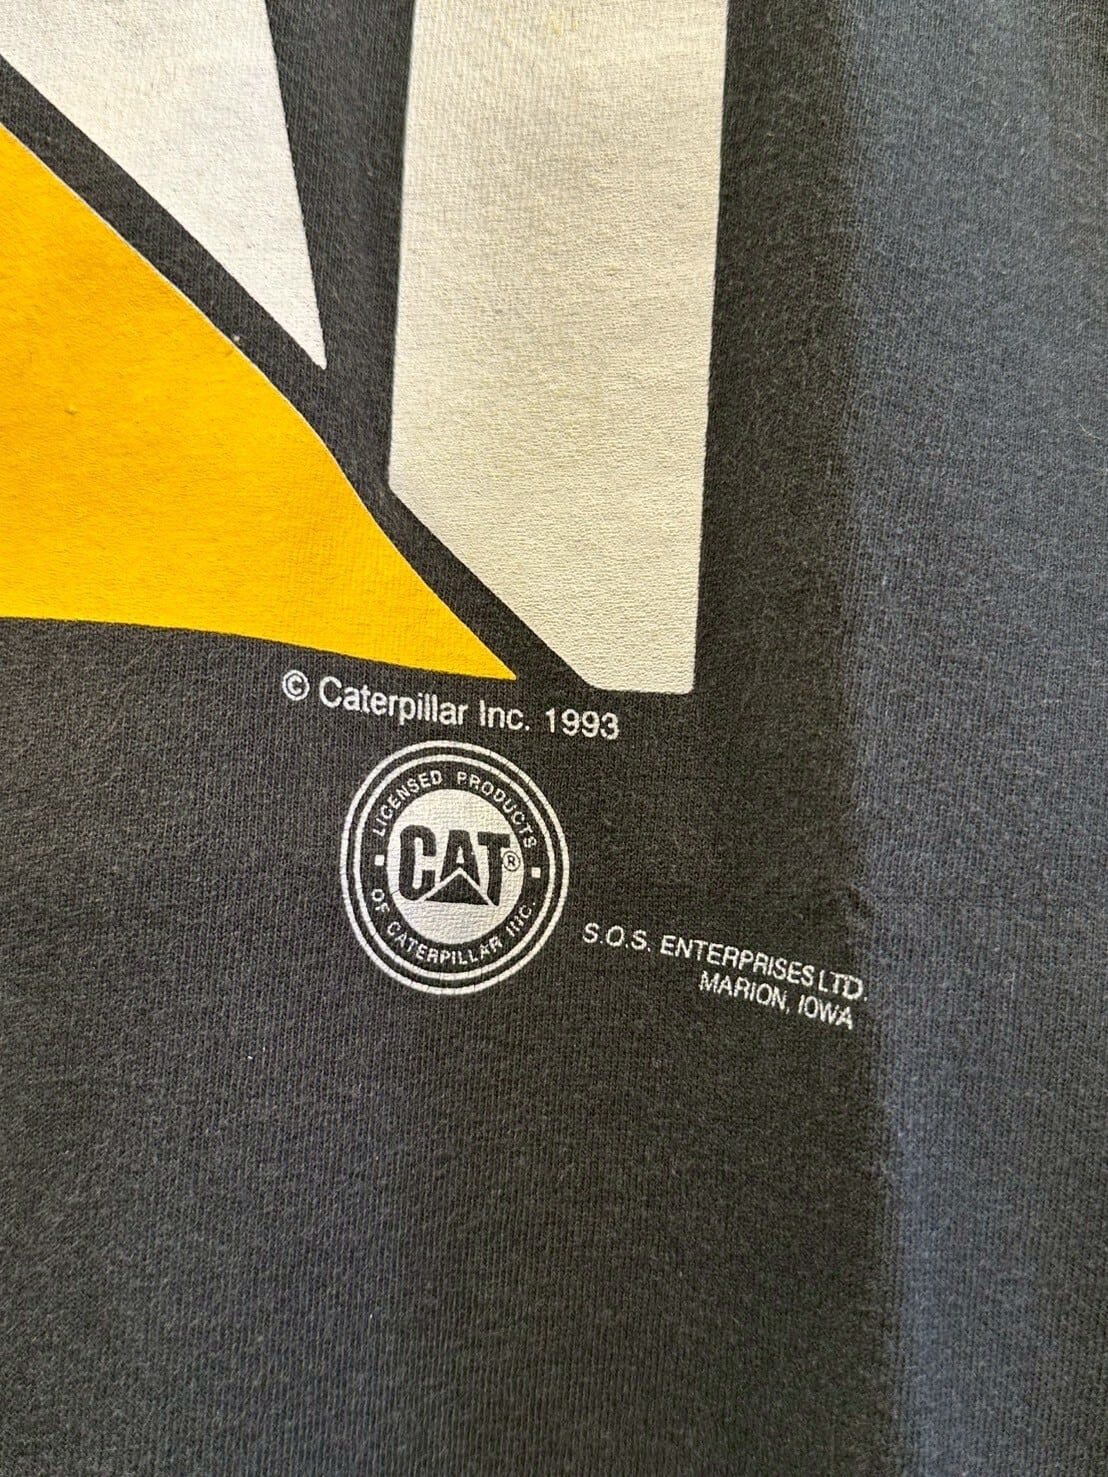 © Caterpillar Inc. 1993
LICENSED PRODUCTS
CAT®
OF CATERPILLAR INC.
S.O.S. ENTERPRISES LTD.
MARION, IOWA